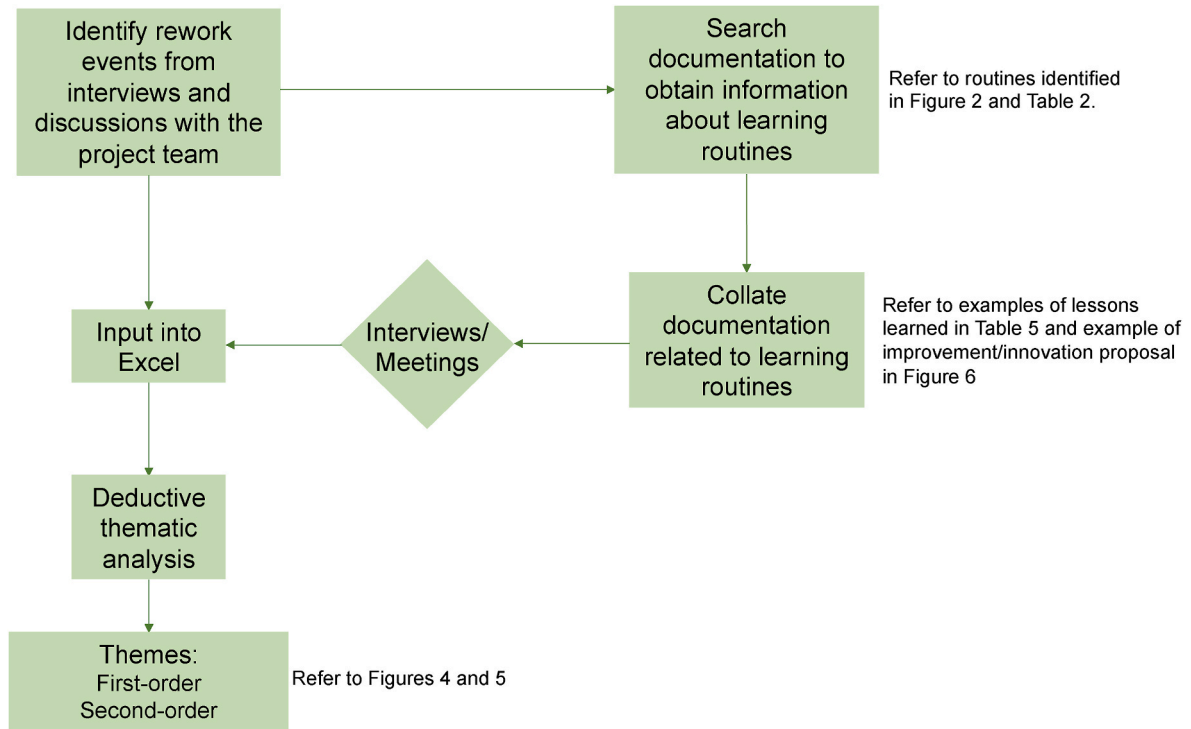 Identify rework
events from
interviews and
discussions with the
project team
Search
documentation to
obtain information
about learning
routines
Refer to routines identified
in Figure 2 and Table 2.
Input into
Excel
Interviews/
Meetings
Collate
documentation
related to learning
routines
Refer to examples of lessons
learned in Table 5 and example of
improvement/innovation proposal
in Figure 6
Deductive
thematic
analysis
Themes:
First-order
Second-order
Refer to Figures 4 and 5